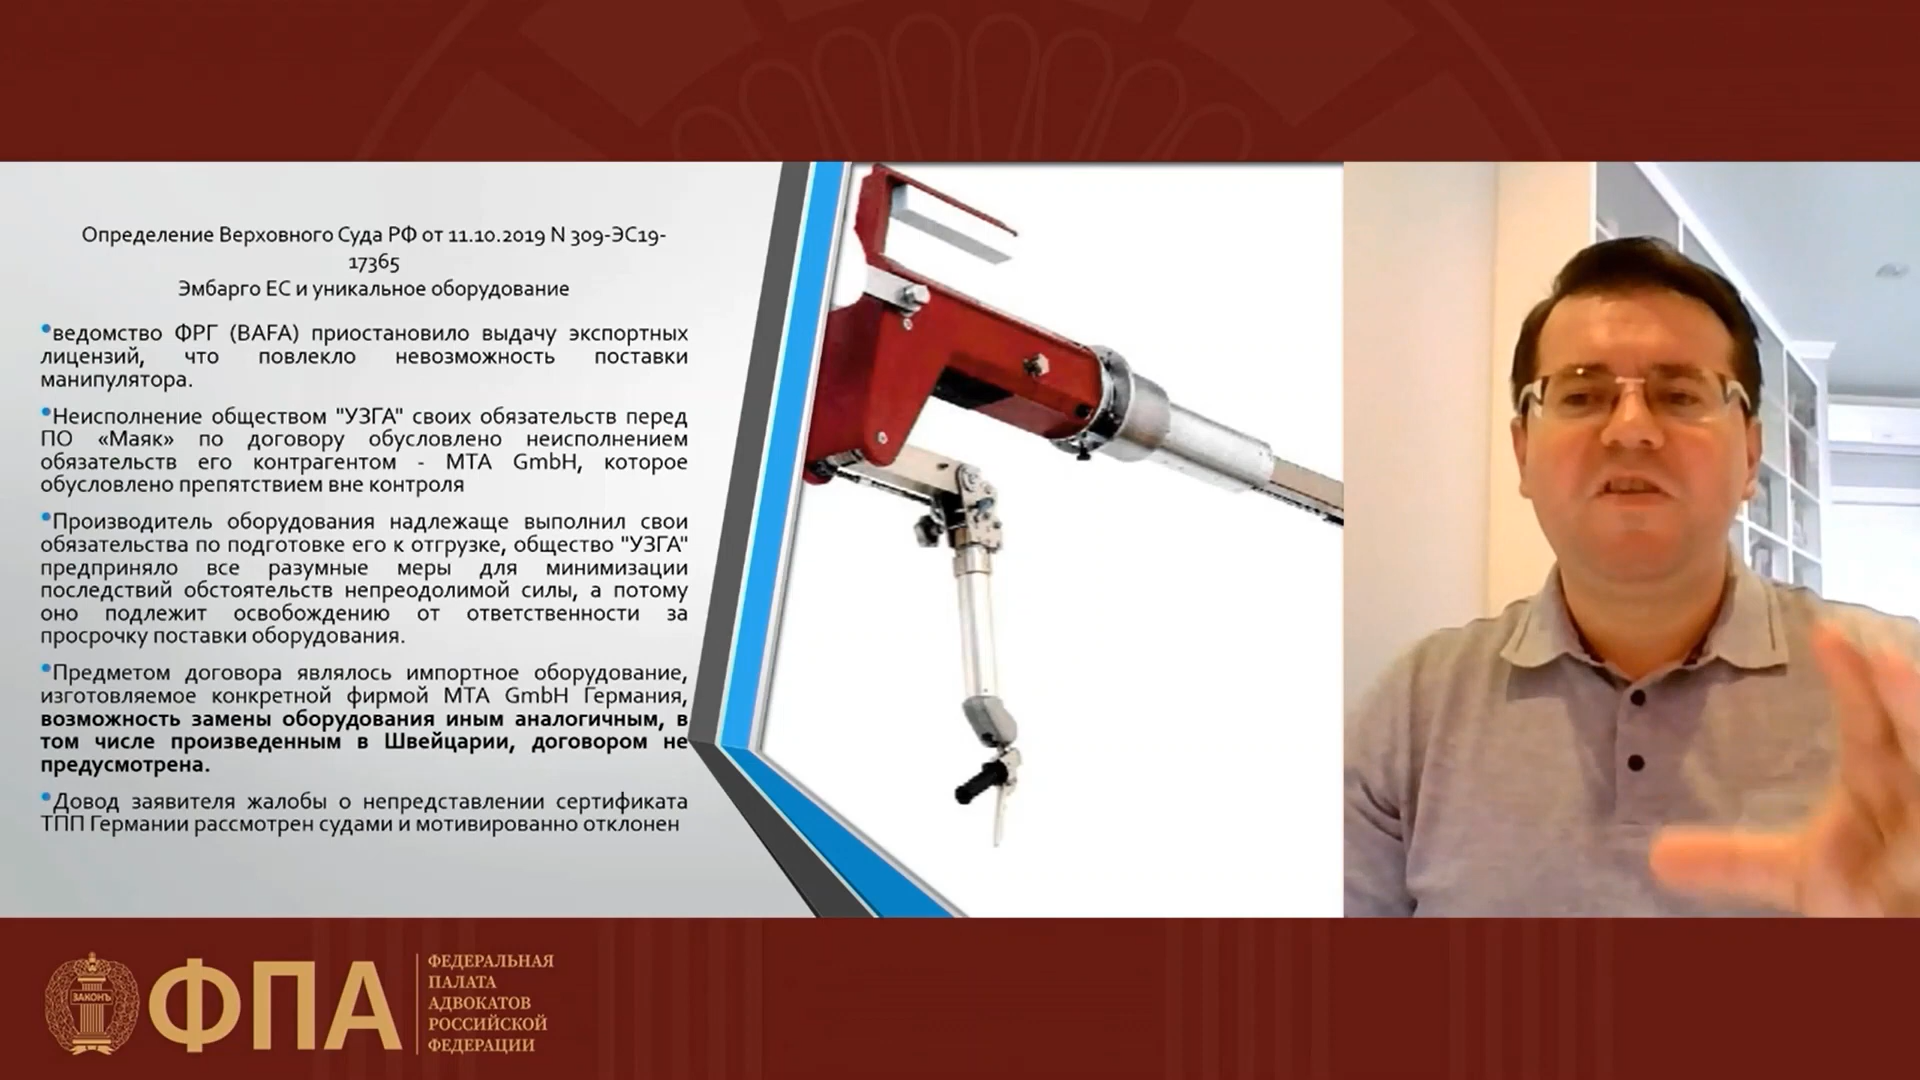 Определение Верховного Суда РФ от 11.10.2019 N 309-ЭС19-
17365
Эмбарго ЕС и уникальное оборудование
•ведомство ФРГ (BAFA) приостановило выдачу экспортных
лицензий, что повлекло невозможность поставки
манипулятора.
•Неисполнение обществом "УЗГА" своих обязательств перед
ПО «Маяк» по договору обусловлено неисполнением
обязательств его контрагентом - МТА GmbH, которое
обусловлено препятствием вне контроля
•Производитель оборудования надлежаще выполнил свои
обязательства по подготовке его к отгрузке, общество "УЗГА"
предприняло все разумные меры для минимизации
последствий обстоятельств непреодолимой силы, а потому
оно подлежит освобождению от ответственности за
просрочку поставки оборудования.
•Предметом договора являлось импортное оборудование,
изготовляемое конкретной фирмой МТА GmbH Германия,
возможность замены оборудования иным аналогичным, в
том числе произведенным в Швейцарии, договором не
предусмотрена.
•Довод заявителя жалобы о непредставлении сертификата
ТПП Германии рассмотрен судами и мотивированно отклонен
ЗАКОНЪ
ФПА
ФЕДЕРАЛЬНАЯ
ПАЛАТА
АДВОКАТОВ
РОССИЙСКОЙ
ФЕДЕРАЦИИ